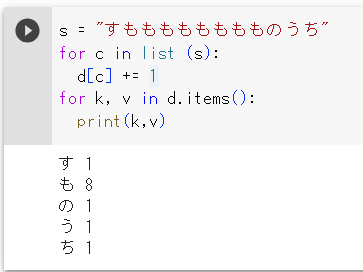 s = "すももももももももものうち"
for c in list (s):
  d[c] += 1
for k, v in d.items():
  print(k,v)
す 1
も 8
の 1
う 1
ち 1